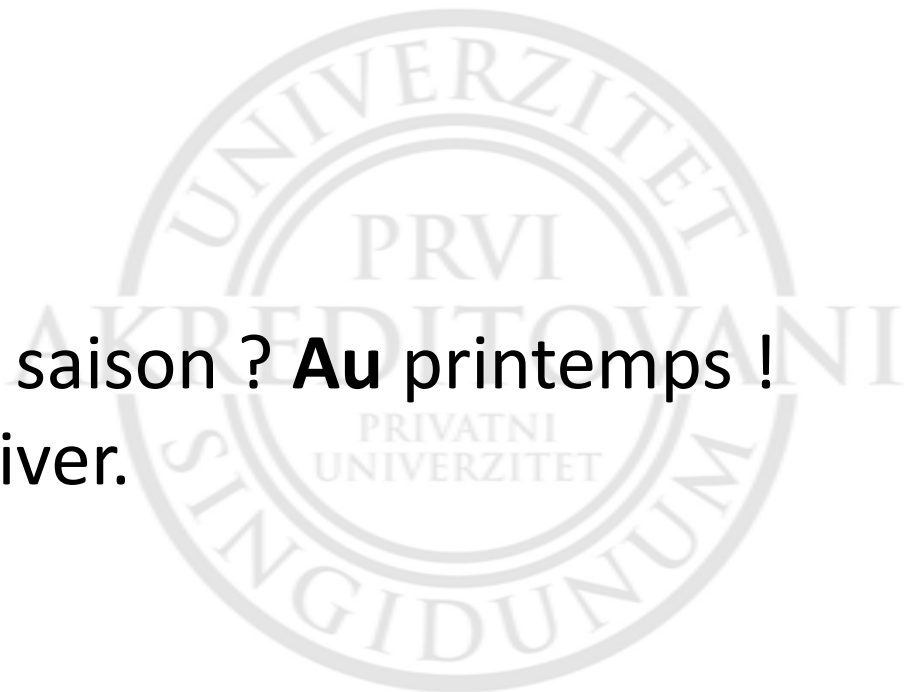 UNIVERZITET
PRVI
AKREDITOVANI
saison ? Au printemps !
PRIVATNI
iver.
UNIVERZITET
SINGIDUNUM